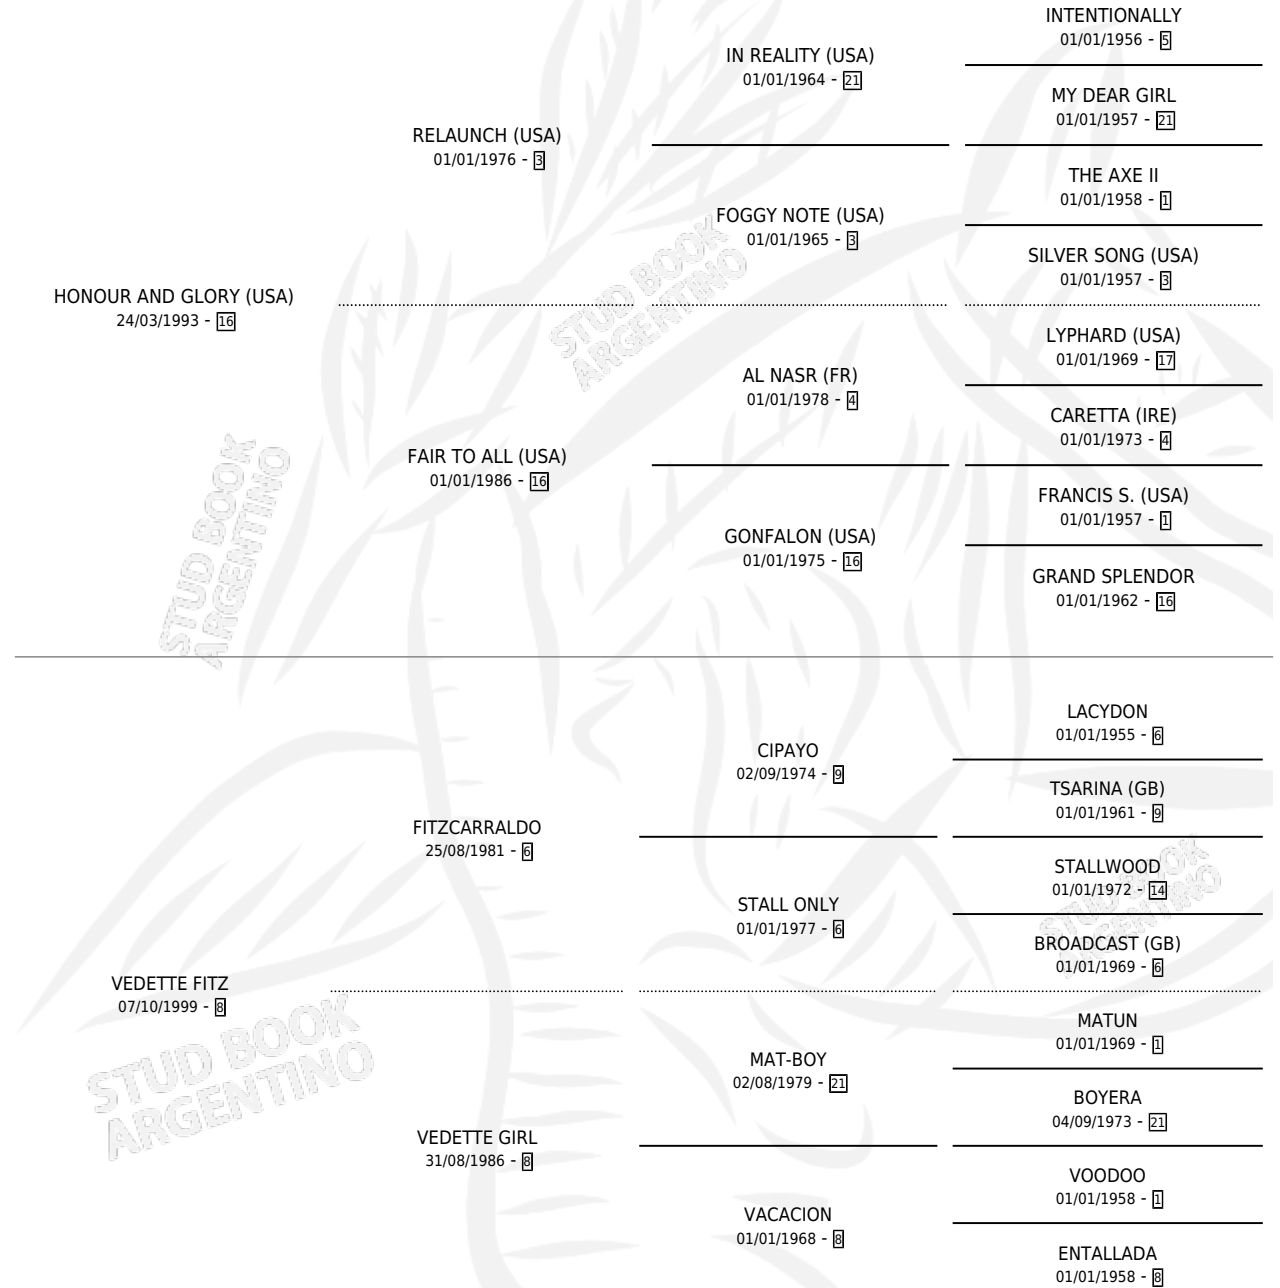 INTENTIONALLY
01/01/1956 - 5
IN REALITY (USA)
01/01/1964 - 21
MY DEAR GIRL
01/01/1957 - 21
RELAUNCH (USA)
01/01/1976 - 3
THE AXE II
01/01/1958 - 1
FOGGY NOTE (USA)
01/01/1965 - 3
SILVER SONG (USA)
01/01/1957 - 3
HONOUR AND GLORY (USA)
24/03/1993 - 16
LYPHARD (USA)
01/01/1969 - 17
AL NASR (FR)
01/01/1978 - 4
CARETTA (IRE)
01/01/1973 - 4
FAIR TO ALL (USA)
01/01/1986 - 16
FRANCIS S. (USA)
01/01/1957 - 1
GONFALON (USA)
01/01/1975 - 16
GRAND SPLENDOR
01/01/1962 - 16
STUD BOOK
ARGENTINO
STUD BOOK
ARGENTINO
LACYDON
01/01/1955 - 6
CIPAYO
02/09/1974 - 9
TSARINA (GB)
01/01/1961 - 9
FITZCARRALDO
25/08/1981 - 6
STALLWOOD
01/01/1972 - 14
STALL ONLY
01/01/1977 - 6
BROADCAST (GB)
01/01/1969 - 6
VEDETTE FITZ
07/10/1999 - 8
MATUN
01/01/1969 - 1
MAT-BOY
02/08/1979 - 21
BOYERA
04/09/1973 - 21
VEDETTE GIRL
31/08/1986 - 8
VOODOO
01/01/1958 - 1
VACACION
01/01/1968 - 8
ENTALLADA
01/01/1958 - 8
STUD BOOK
ARGENTINO
STUD BOOK
ARGENTINO